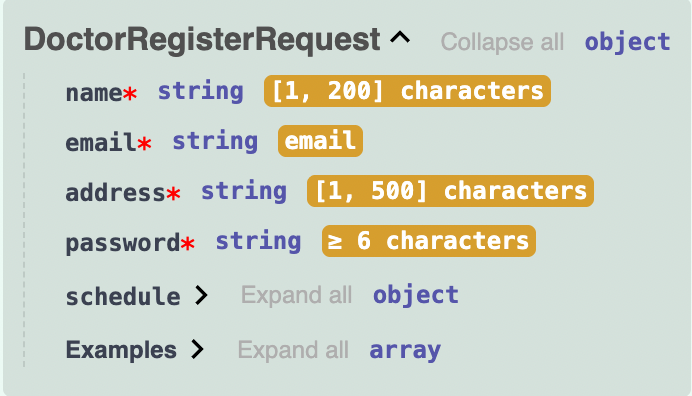 DoctorRegisterRequest Collapse all object
name* string [1, 200] characters
email* string email
address* string [1, 500] characters
password* string ≥ 6 characters
schedule Expand all object
Examples Expand all array